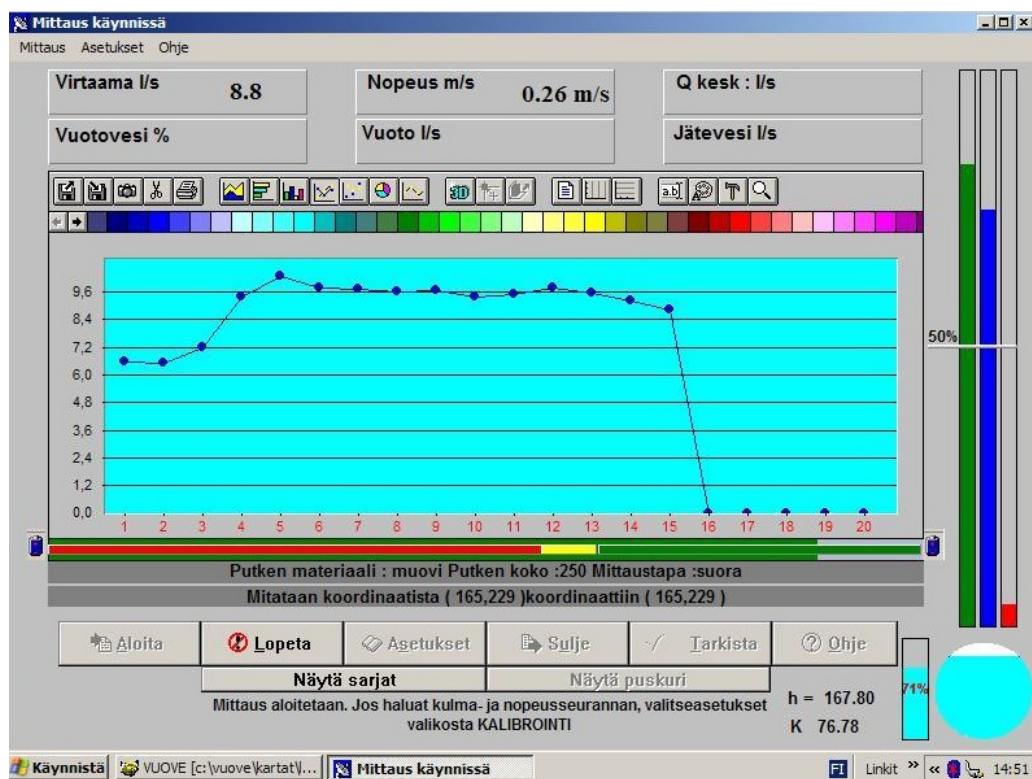 Mittaus käynnissä
Mittaus Asetukset Ohje
Virtaama l/s 8.8 Nopeus m/s 0.26 m/s Q kesk : l/s
Vuotovesi % Vuoto l/s Jätevesi l/s
3D a.b
9,6
8,4
7,2
6,0
4,8
3,6
2,4
1,2
0,0
1 2 3 4 5 6 7 8 9 10 11 12 13 14 15 16 17 18 19 20
50%
Putken materiaali : muovi Putken koko :250 Mittaustapa :suora
Mitataan koordinaatista ( 165,229 )koordinaattiin ( 165,229 )
Aloita Lopeta Asetukset Sulje Tarkista Ohje
Näytä sarjat Näytä puskuri
Mittaus aloitetaan. Jos haluat kulma- ja nopeusseurannan, valitseasetukset
valikosta KALIBROINTI
h = 167.80
K 76.78
71%
Käynnistä VUOVE [c:\vuove\kartat\l... Mittaus käynnissä FI Linkit » « 14:51